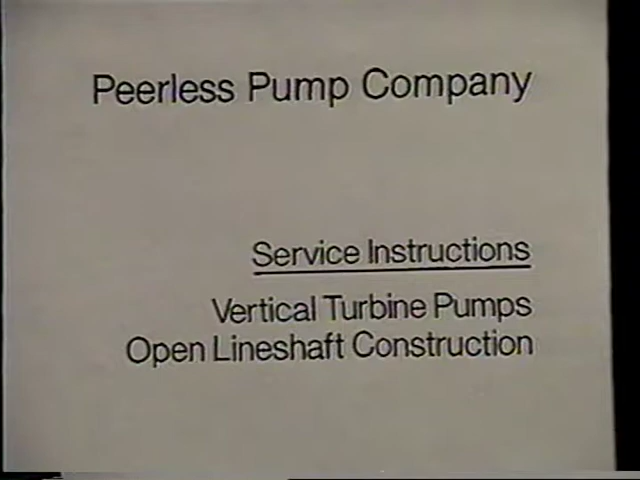 Peerless Pump Company
Service Instructions
Vertical Turbine Pumps
Open Lineshaft Construction